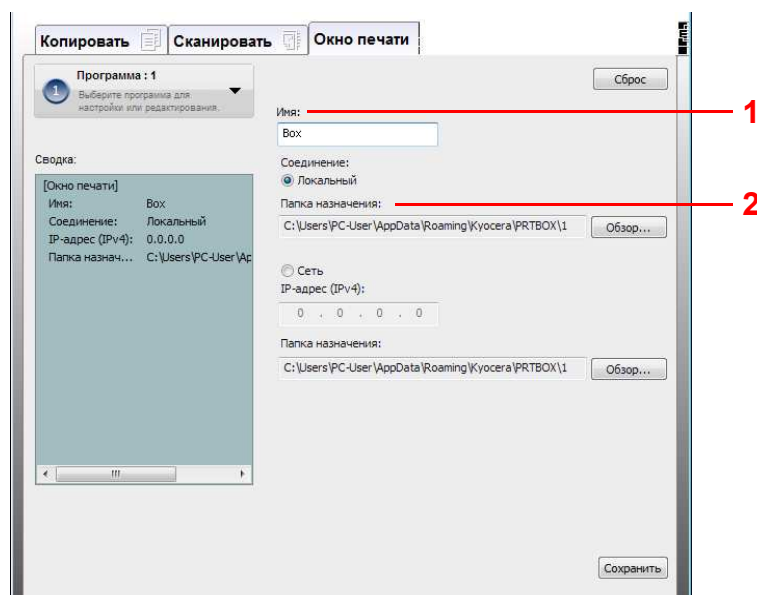 Копировать Сканировать Окно печати
Программа : 1
1 Выберите программа для
настройки или редактирования.
Сброс
Имя: 1
Box
Сводка:
Соединение:
Локальный
[Окно печати]
Имя: Box
Соединение: Локальный
IP-адрес (IPv4): 0.0.0.0
Папка назнач... C:\Users\PC-User\Ap
Папка назначения: 2
C:\Users\PC-User\AppData\Roaming\Kyocera\PRTBOX\1 Обзор...
Сеть
IP-адрес (IPv4):
0 . 0 . 0 . 0
Папка назначения:
C:\Users\PC-User\AppData\Roaming\Kyocera\PRTBOX\1 Обзор...
Сохранить